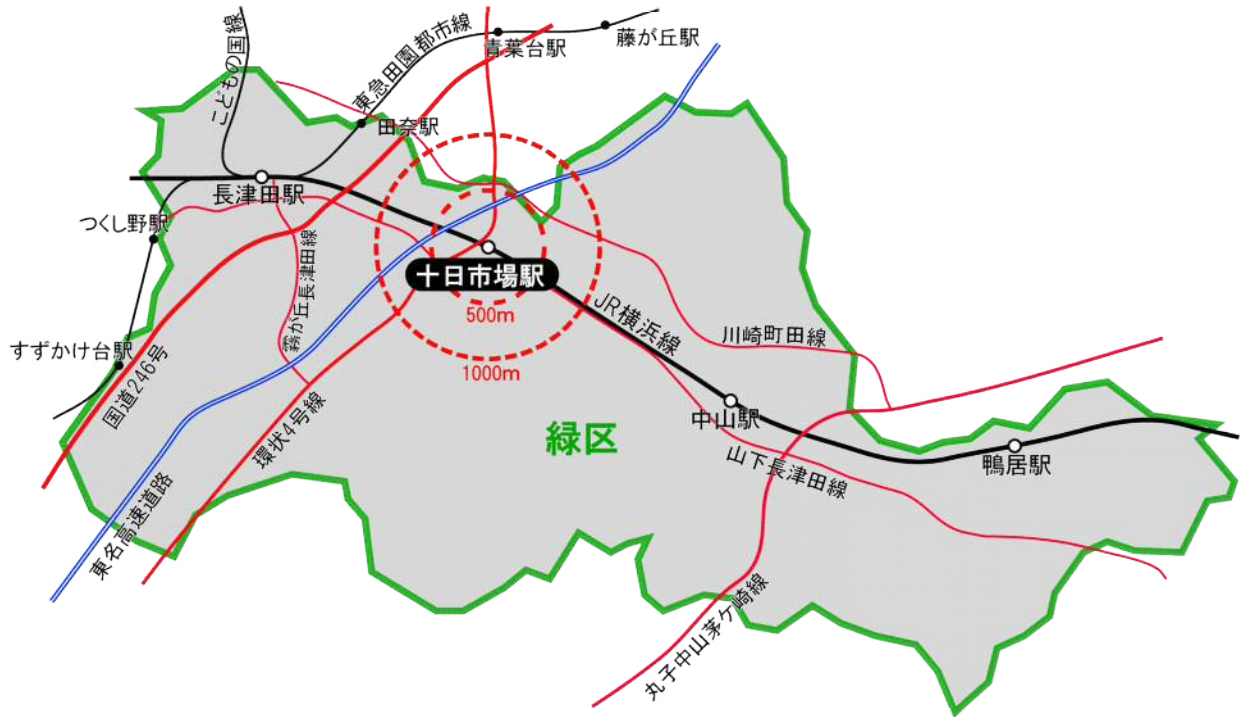 こどもの国線
東急田園都市線
青葉台駅
藤が丘駅
田奈駅
長津田駅
つくし野駅
十日市場駅
500m
1000m
霧が丘長津田線
すずかけ台駅
国道246号
JR横浜線
川崎町田線
環状4号線
緑区
中山駅
山下長津田線
鴨居駅
東名高速道路
丸子中山茅ケ崎線